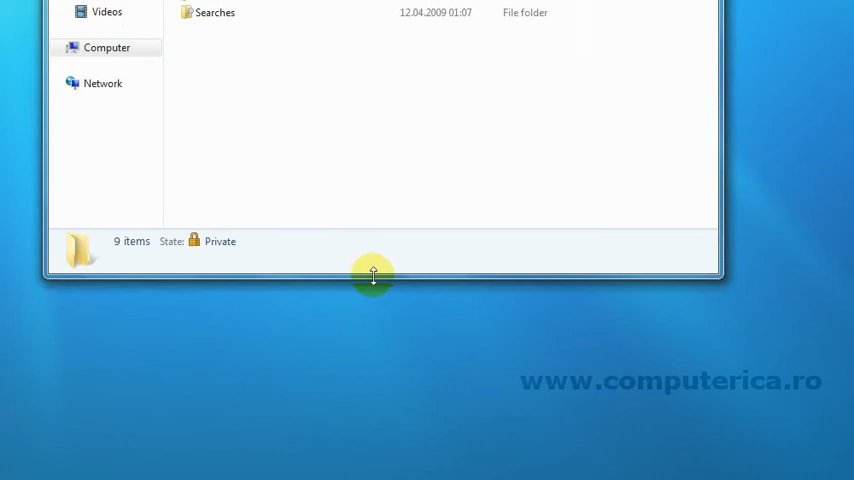 Videos
Searches 12.04.2009 01:07 File folder
Computer
Network
9 items State: Private
www.computerica.ro